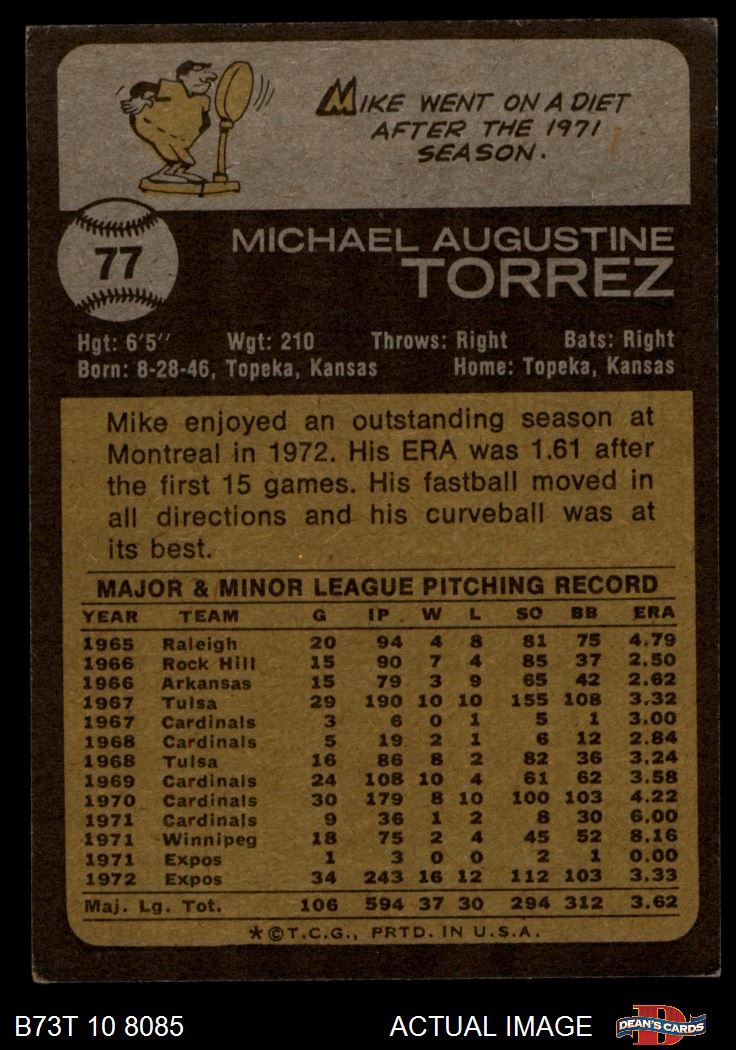 MIKE WENT ON A DIET
AFTER THE 1971
SEASON.
77
MICHAEL AUGUSTINE
TORREZ
Hgt: 6'5" Wgt: 210 Throws: Right Bats: Right
Born: 8-28-46, Topeka, Kansas Home: Topeka, Kansas
Mike enjoyed an outstanding season at
Montreal in 1972. His ERA was 1.61 after
the first 15 games. His fastball moved in
all directions and his curveball was at
its best.
MAJOR & MINOR LEAGUE PITCHING RECORD
YEAR TEAM G IP W L SO BB ERA
1965 Raleigh 20 94 4 8 81 75 4.79
1966 Rock Hill 15 90 7 4 85 37 2.50
1966 Arkansas 15 79 3 9 65 42 2.62
1967 Tulsa 29 190 10 10 155 108 3.32
1967 Cardinals 3 6 0 1 5 1 3.00
1968 Cardinals 5 19 2 1 6 12 2.84
1968 Tulsa 16 86 8 2 82 36 3.24
1969 Cardinals 24 108 10 4 61 62 3.58
1970 Cardinals 30 179 8 10 100 103 4.22
1971 Cardinals 9 36 1 2 8 30 6.00
1971 Winnipeg 18 75 2 4 45 52 8.16
1971 Expos 1 3 0 0 2 1 0.00
1972 Expos 34 243 16 12 112 103 3.33
Maj. Lg. Tot. 106 594 37 30 294 312 3.62
*©T.C.G., PRTD. IN U.S.A.
B73T 10 8085 ACTUAL IMAGE
D
DEAN'S CARDS